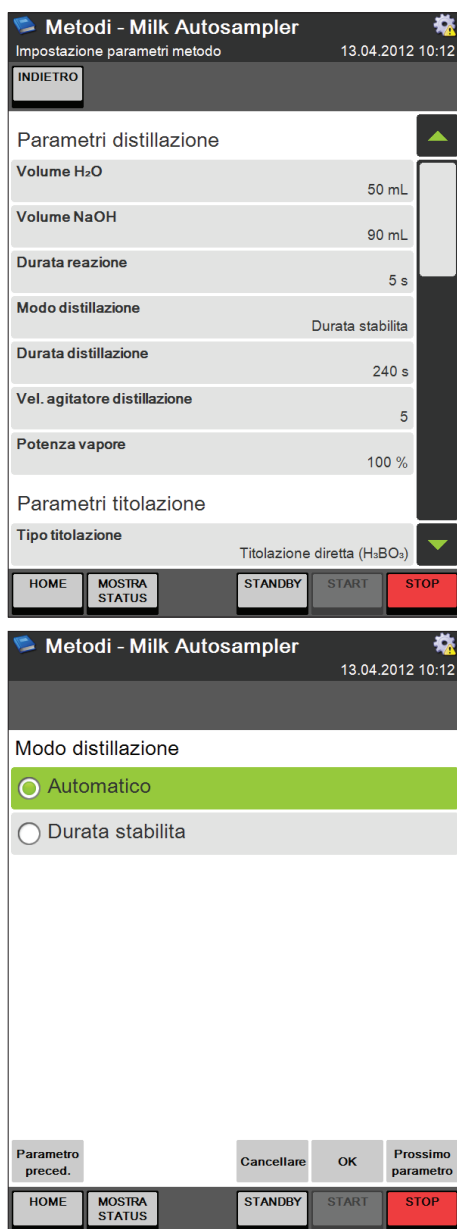 Metodi - Milk Autosampler
Impostazione parametri metodo 13.04.2012 10:12
INDIETRO
Parametri distillazione
Volume H₂O
50 mL
Volume NaOH
90 mL
Durata reazione
5 s
Modo distillazione
Durata stabilita
Durata distillazione
240 s
Vel. agitatore distillazione
5
Potenza vapore
100 %
Parametri titolazione
Tipo titolazione
Titolazione diretta (H₃BO₃)
HOME MOSTRA STATUS STANDBY START STOP
Metodi - Milk Autosampler
13.04.2012 10:12
Modo distillazione
Automatico
Durata stabilita
Parametro preced. Cancellare OK Prossimo parametro
HOME MOSTRA STATUS STANDBY START STOP